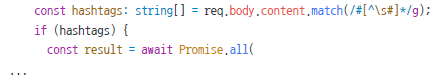 const hashtags: string[] = req.body.content.match(/#[^\s#]*/g);
if (hashtags) {
const result = await Promise.all(
...